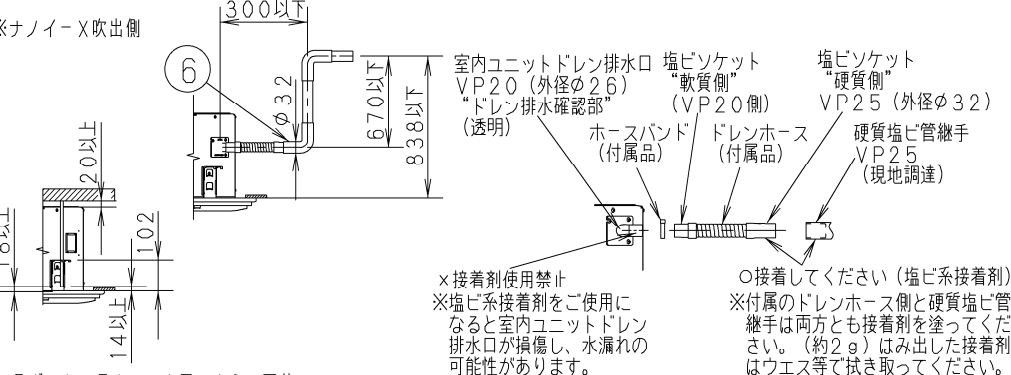 ※ナノイーX吹出側
300以下
6
φ32
670以下
838以下
20以上
102
14以上
室内ユニットドレン排水口
VP20(外径φ26)
“ドレン排水確認部”
(透明)
塩ビソケット
“軟質側”
(VP20側)
塩ビソケット
“硬質側”
VP25(外径φ32)
ホースバンド
(付属品)
ドレンホース
(付属品)
硬質塩ビ管継手
VP25
(現地調達)
×接着剤使用禁止
※塩ビ系接着剤をご使用に
なると室内ユニットドレン
排水口が損傷し、水漏れの
可能性があります。
○接着してください(塩ビ系接着剤)
※付属のドレンホース側と硬質塩ビ管
継手は両方とも接着剤を塗ってくだ
さい。(約2g)はみ出した接着剤
はウエス等で拭き取ってください。